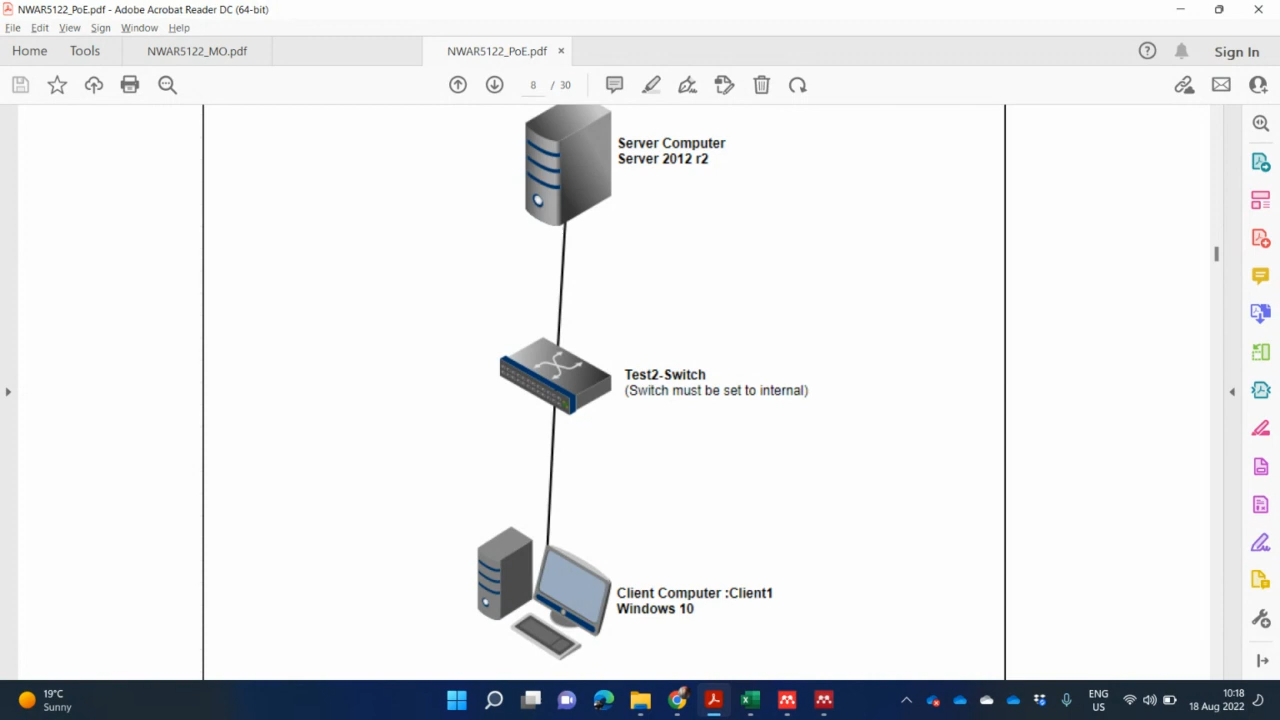 NWAR5122_PoE.pdf - Adobe Acrobat Reader DC (64-bit)
File Edit View Sign Window Help
Home Tools NWAR5122_MO.pdf NWAR5122_PoE.pdf × Sign In
8 / 30
Server Computer
Server 2012 r2
Test2-Switch
(Switch must be set to internal)
Client Computer :Client1
Windows 10
19°C
Sunny
ENG
US
10:18
18 Aug 2022